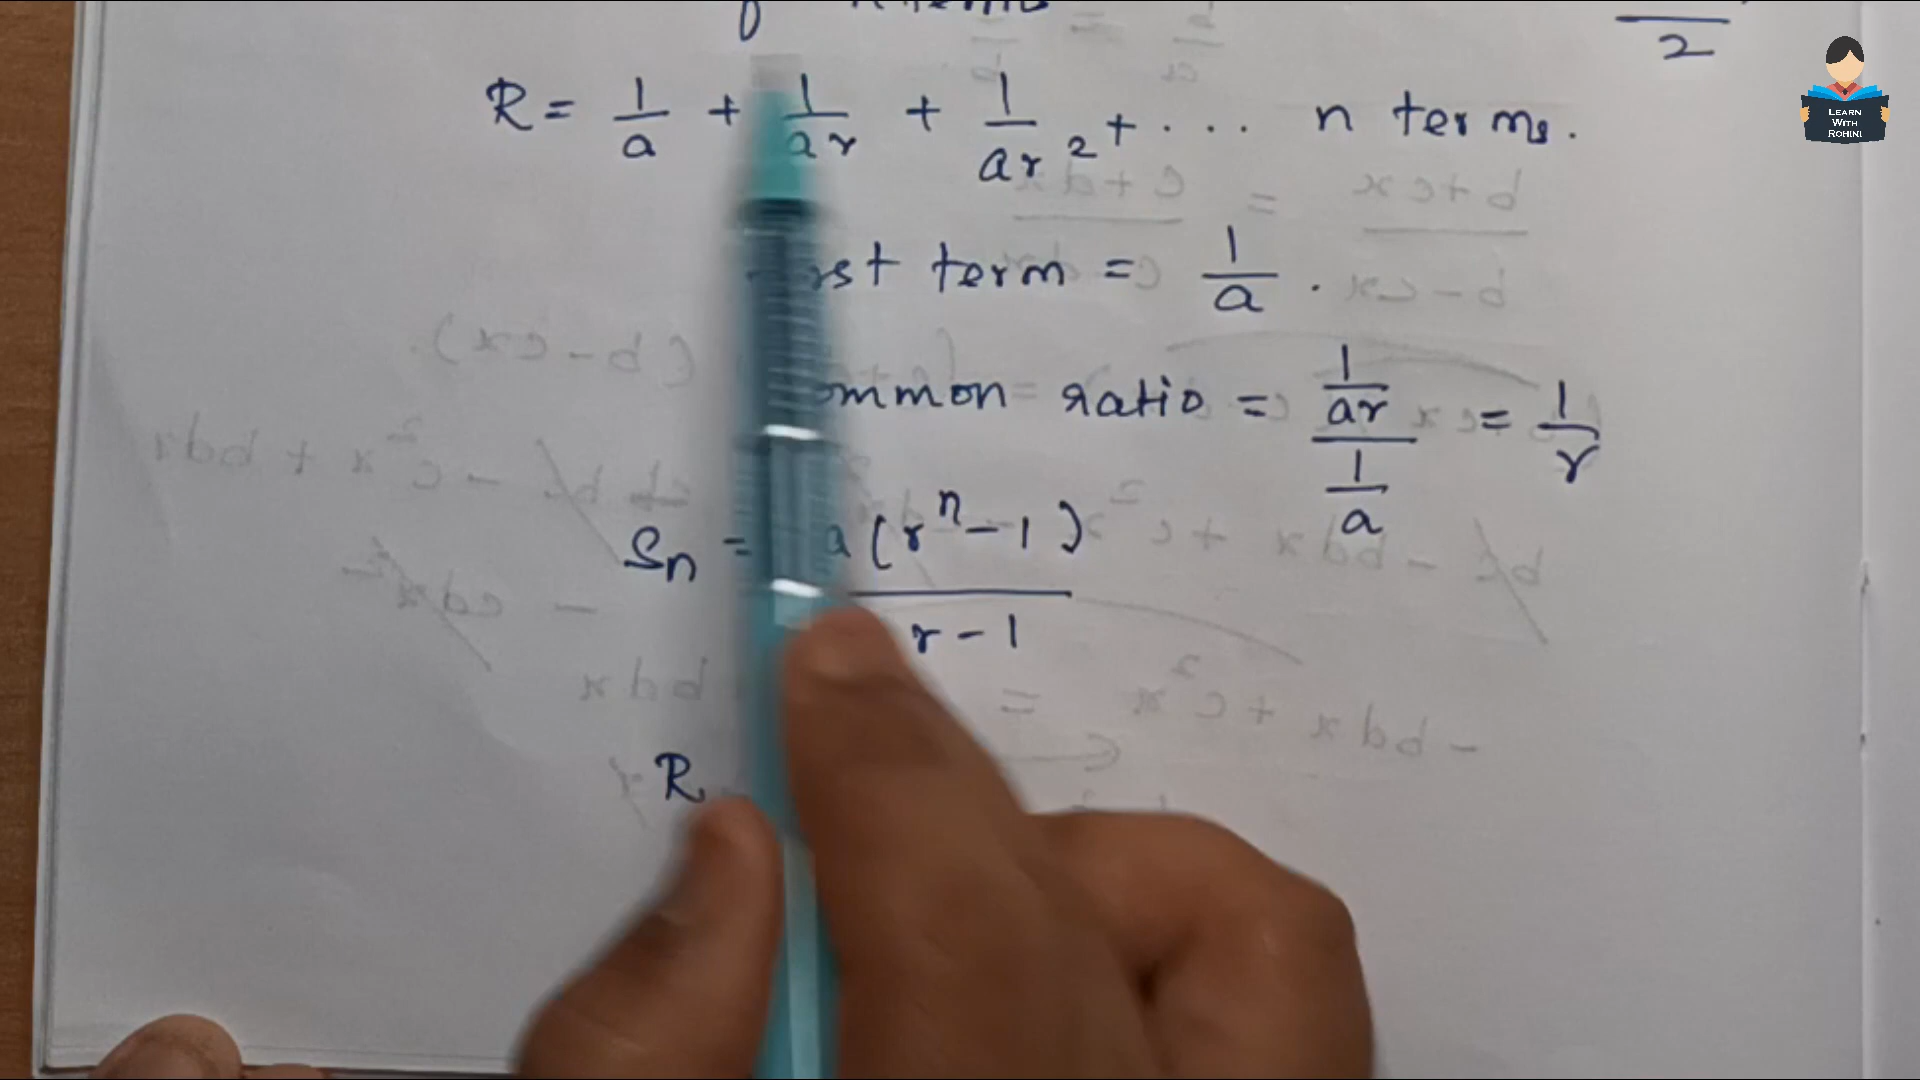 2
R = 1/a + 1/ar + 1/ar² + . . . n terms.
term = 1/a .
ratio = (1/ar)/(1/a) = 1/r
Sn = a(rⁿ - 1)/(r - 1)
R
LEARN
WITH
ROHINI